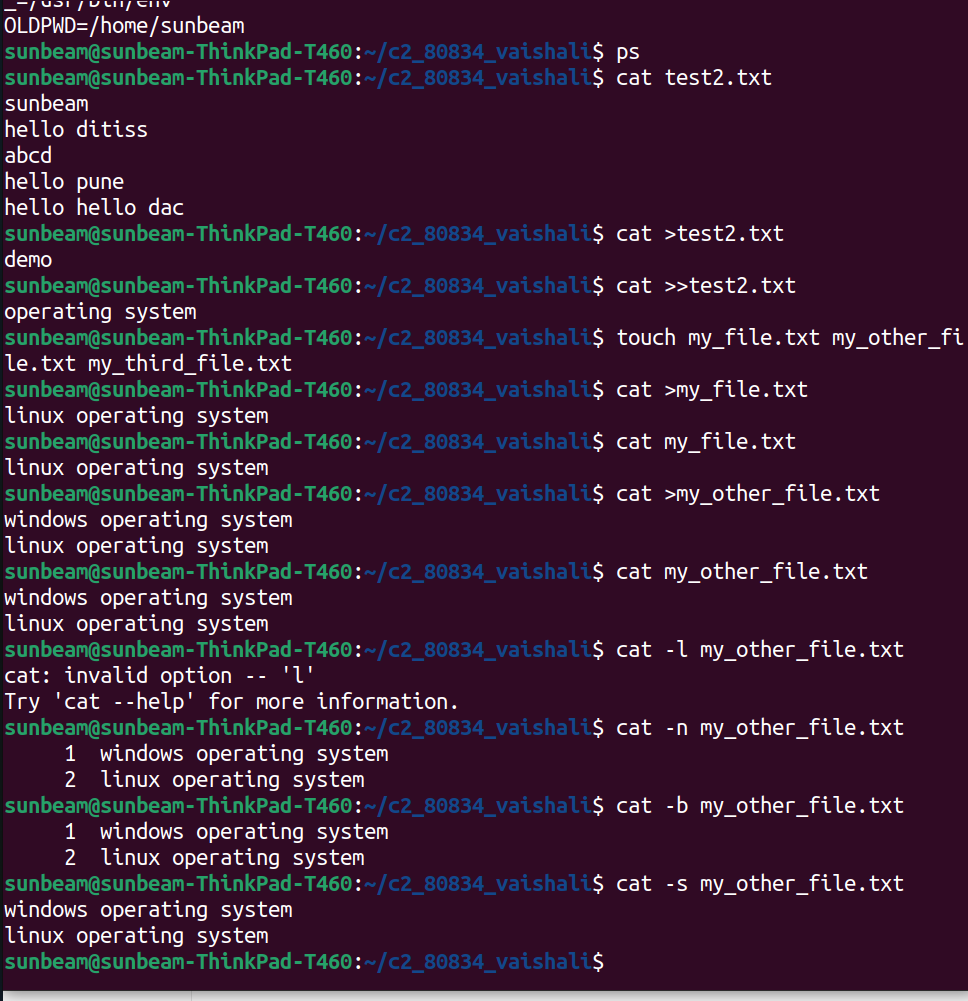 _=/usr/bin/env
OLDPWD=/home/sunbeam
sunbeam@sunbeam-ThinkPad-T460:~/c2_80834_vaishali$ ps
sunbeam@sunbeam-ThinkPad-T460:~/c2_80834_vaishali$ cat test2.txt
sunbeam
hello ditiss
abcd
hello pune
hello hello dac
sunbeam@sunbeam-ThinkPad-T460:~/c2_80834_vaishali$ cat >test2.txt
demo
sunbeam@sunbeam-ThinkPad-T460:~/c2_80834_vaishali$ cat >>test2.txt
operating system
sunbeam@sunbeam-ThinkPad-T460:~/c2_80834_vaishali$ touch my_file.txt my_other_fi
le.txt my_third_file.txt
sunbeam@sunbeam-ThinkPad-T460:~/c2_80834_vaishali$ cat >my_file.txt
linux operating system
sunbeam@sunbeam-ThinkPad-T460:~/c2_80834_vaishali$ cat my_file.txt
linux operating system
sunbeam@sunbeam-ThinkPad-T460:~/c2_80834_vaishali$ cat >my_other_file.txt
windows operating system
linux operating system
sunbeam@sunbeam-ThinkPad-T460:~/c2_80834_vaishali$ cat my_other_file.txt
windows operating system
linux operating system
sunbeam@sunbeam-ThinkPad-T460:~/c2_80834_vaishali$ cat -l my_other_file.txt
cat: invalid option -- 'l'
Try 'cat --help' for more information.
sunbeam@sunbeam-ThinkPad-T460:~/c2_80834_vaishali$ cat -n my_other_file.txt
     1  windows operating system
     2  linux operating system
sunbeam@sunbeam-ThinkPad-T460:~/c2_80834_vaishali$ cat -b my_other_file.txt
     1  windows operating system
     2  linux operating system
sunbeam@sunbeam-ThinkPad-T460:~/c2_80834_vaishali$ cat -s my_other_file.txt
windows operating system
linux operating system
sunbeam@sunbeam-ThinkPad-T460:~/c2_80834_vaishali$